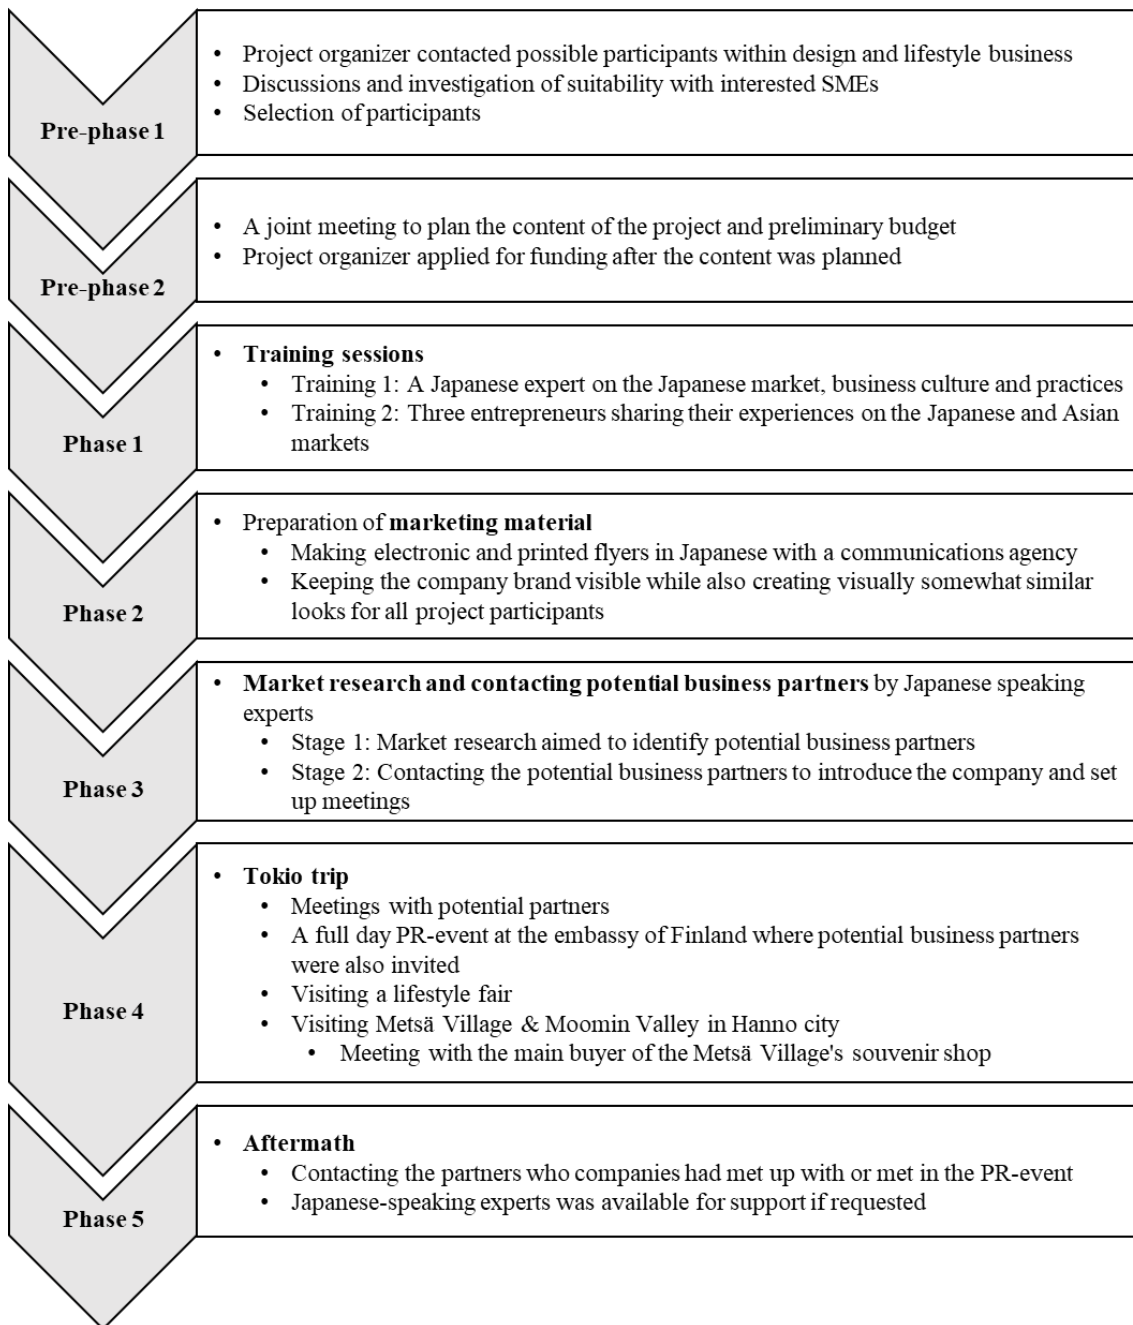 Pre-phase 1
• Project organizer contacted possible participants within design and lifestyle business
• Discussions and investigation of suitability with interested SMEs
• Selection of participants
Pre-phase 2
• A joint meeting to plan the content of the project and preliminary budget
• Project organizer applied for funding after the content was planned
Phase 1
• Training sessions
• Training 1: A Japanese expert on the Japanese market, business culture and practices
• Training 2: Three entrepreneurs sharing their experiences on the Japanese and Asian
markets
Phase 2
• Preparation of marketing material
• Making electronic and printed flyers in Japanese with a communications agency
• Keeping the company brand visible while also creating visually somewhat similar
looks for all project participants
Phase 3
• Market research and contacting potential business partners by Japanese speaking
experts
• Stage 1: Market research aimed to identify potential business partners
• Stage 2: Contacting the potential business partners to introduce the company and set
up meetings
Phase 4
• Tokio trip
• Meetings with potential partners
• A full day PR-event at the embassy of Finland where potential business partners
were also invited
• Visiting a lifestyle fair
• Visiting Metsä Village & Moomin Valley in Hanno city
• Meeting with the main buyer of the Metsä Village's souvenir shop
Phase 5
• Aftermath
• Contacting the partners who companies had met up with or met in the PR-event
• Japanese-speaking experts was available for support if requested